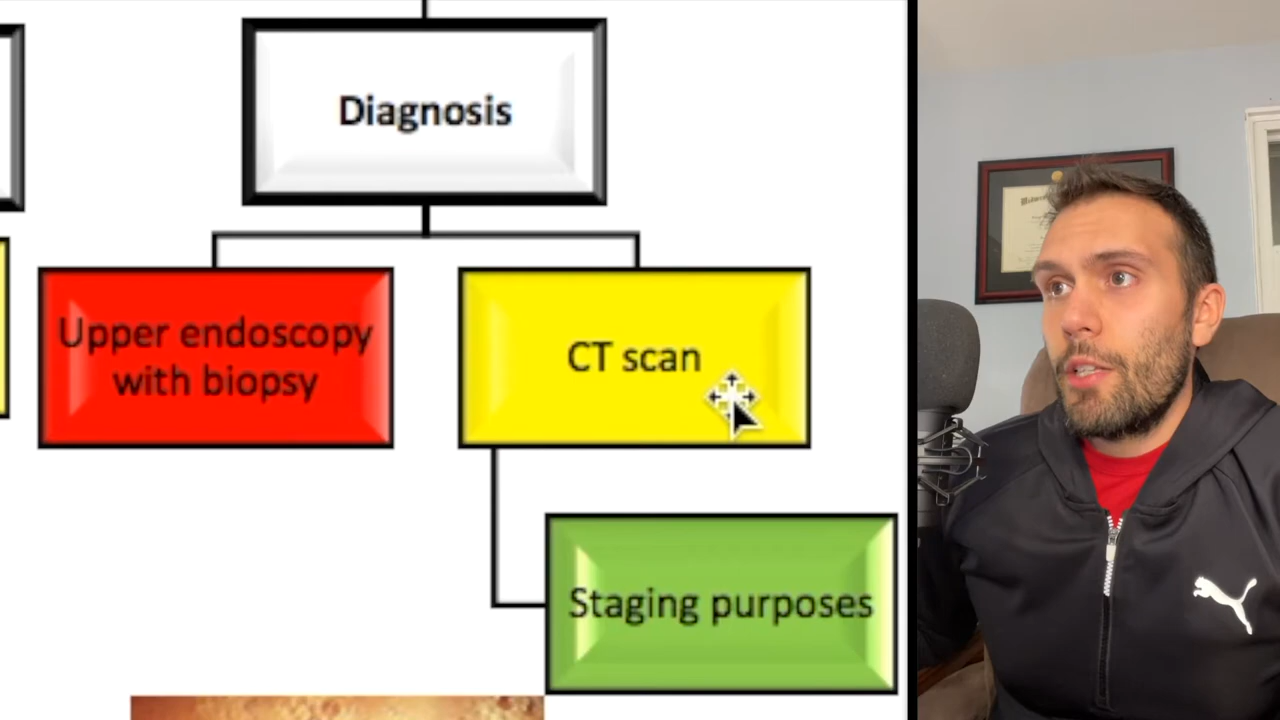 Diagnosis
Upper endoscopy
with biopsy
CT scan
Staging purposes